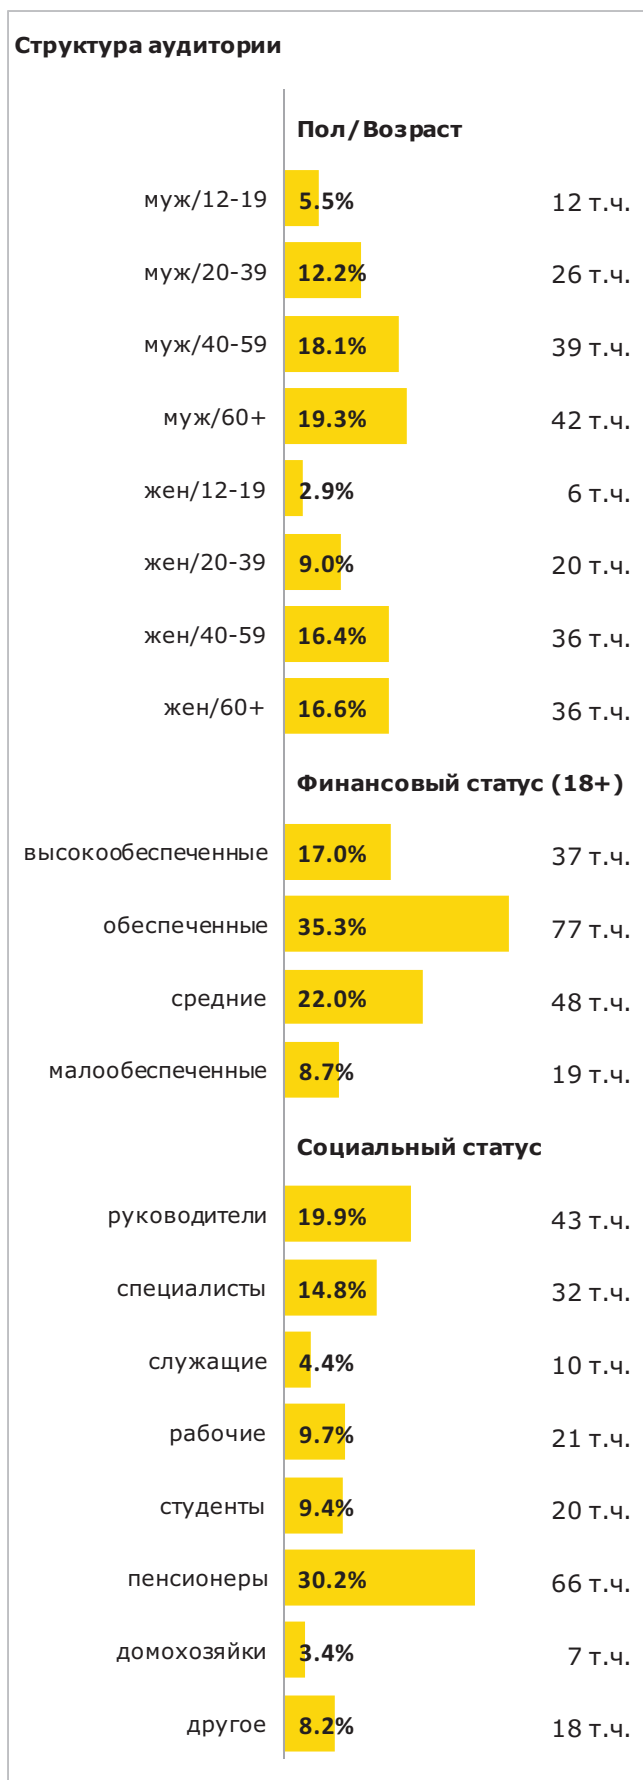 Структура аудитории
Пол/Возраст
муж/12-19 5.5% 12 т.ч.
муж/20-39 12.2% 26 т.ч.
муж/40-59 18.1% 39 т.ч.
муж/60+ 19.3% 42 т.ч.
жен/12-19 2.9% 6 т.ч.
жен/20-39 9.0% 20 т.ч.
жен/40-59 16.4% 36 т.ч.
жен/60+ 16.6% 36 т.ч.
Финансовый статус (18+)
высокообеспеченные 17.0% 37 т.ч.
обеспеченные 35.3% 77 т.ч.
средние 22.0% 48 т.ч.
малообеспеченные 8.7% 19 т.ч.
Социальный статус
руководители 19.9% 43 т.ч.
специалисты 14.8% 32 т.ч.
служащие 4.4% 10 т.ч.
рабочие 9.7% 21 т.ч.
студенты 9.4% 20 т.ч.
пенсионеры 30.2% 66 т.ч.
домохозяйки 3.4% 7 т.ч.
другое 8.2% 18 т.ч.